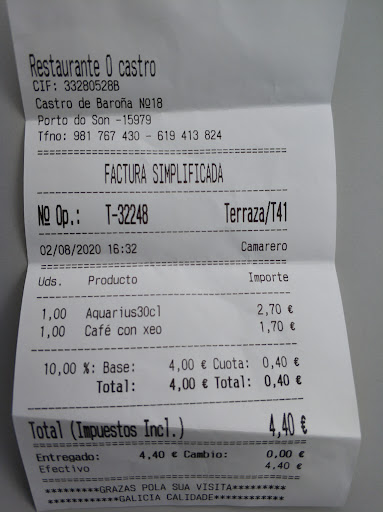 Restaurante O castro
CIF: 33280528B
Castro de Baroña Nº18
Porto do Son -15979
Tfno: 981 767 430 - 619 413 824
FACTURA SIMPLIFICADA
Nº Op.: T-32248 Terraza/T41
02/08/2020 16:32 Camarero
Uds. Producto Importe
1,00 Aquarius30cl 2,70 €
1,00 Café con xeo 1,70 €
10,00 %: Base: 4,00 € Cuota: 0,40 €
Total: 4,00 € Total: 0,40 €
Total (Impuestos Incl.) 4,40 €
Entregado: 4,40 € Cambio: 0,00 €
Efectivo 4,40 €
**********GRAZAS POLA SUA VISITA**********
*************GALICIA CALIDADE*************